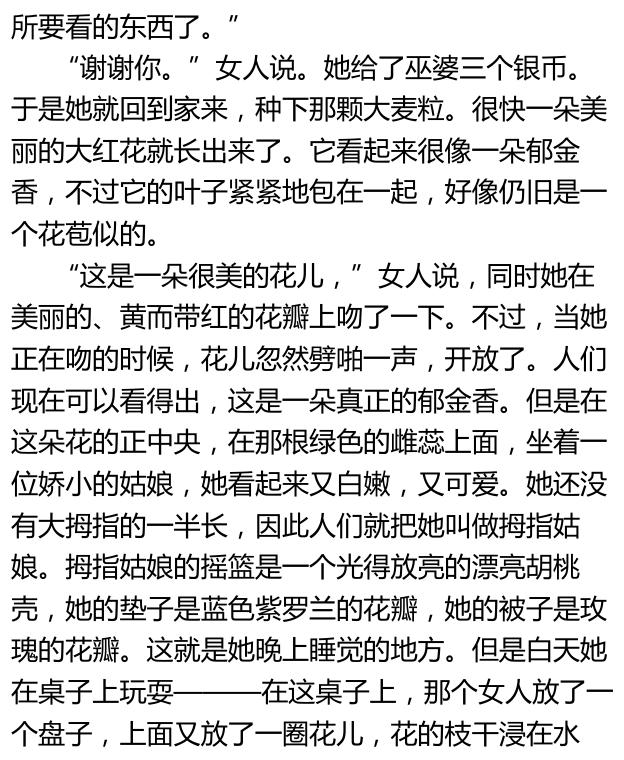 所要看的东西了。”
“谢谢你。”女人说。她给了巫婆三个银币。
于是她就回到家来，种下那颗大麦粒。很快一朵美
丽的大红花就长出来了。它看起来很像一朵郁金
香，不过它的叶子紧紧地包在一起，好像仍旧是一
个花苞似的。
“这是一朵很美的花儿，”女人说，同时她在
美丽的、黄而带红的花瓣上吻了一下。不过，当她
正在吻的时候，花儿忽然劈啪一声，开放了。人们
现在可以看得出，这是一朵真正的郁金香。但是在
这朵花的正中央，在那根绿色的雌蕊上面，坐着一
位娇小的姑娘，她看起来又白嫩，又可爱。她还没
有大拇指的一半长，因此人们就把她叫做拇指姑
娘。拇指姑娘的摇篮是一个光得放亮的漂亮胡桃
壳，她的垫子是蓝色紫罗兰的花瓣，她的被子是玫
瑰的花瓣。这就是她晚上睡觉的地方。但是白天她
在桌子上玩耍———在这桌子上，那个女人放了一
个盘子，上面又放了一圈花儿，花的枝干浸在水